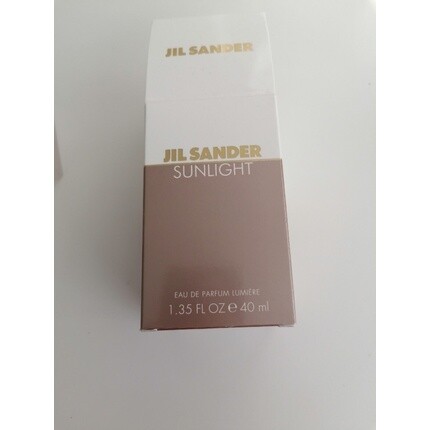 JIL SANDER
JIL SANDER
SUNLIGHT
EAU DE PARFUM LUMIÈRE
1.35 FL OZ ℮ 40 ml